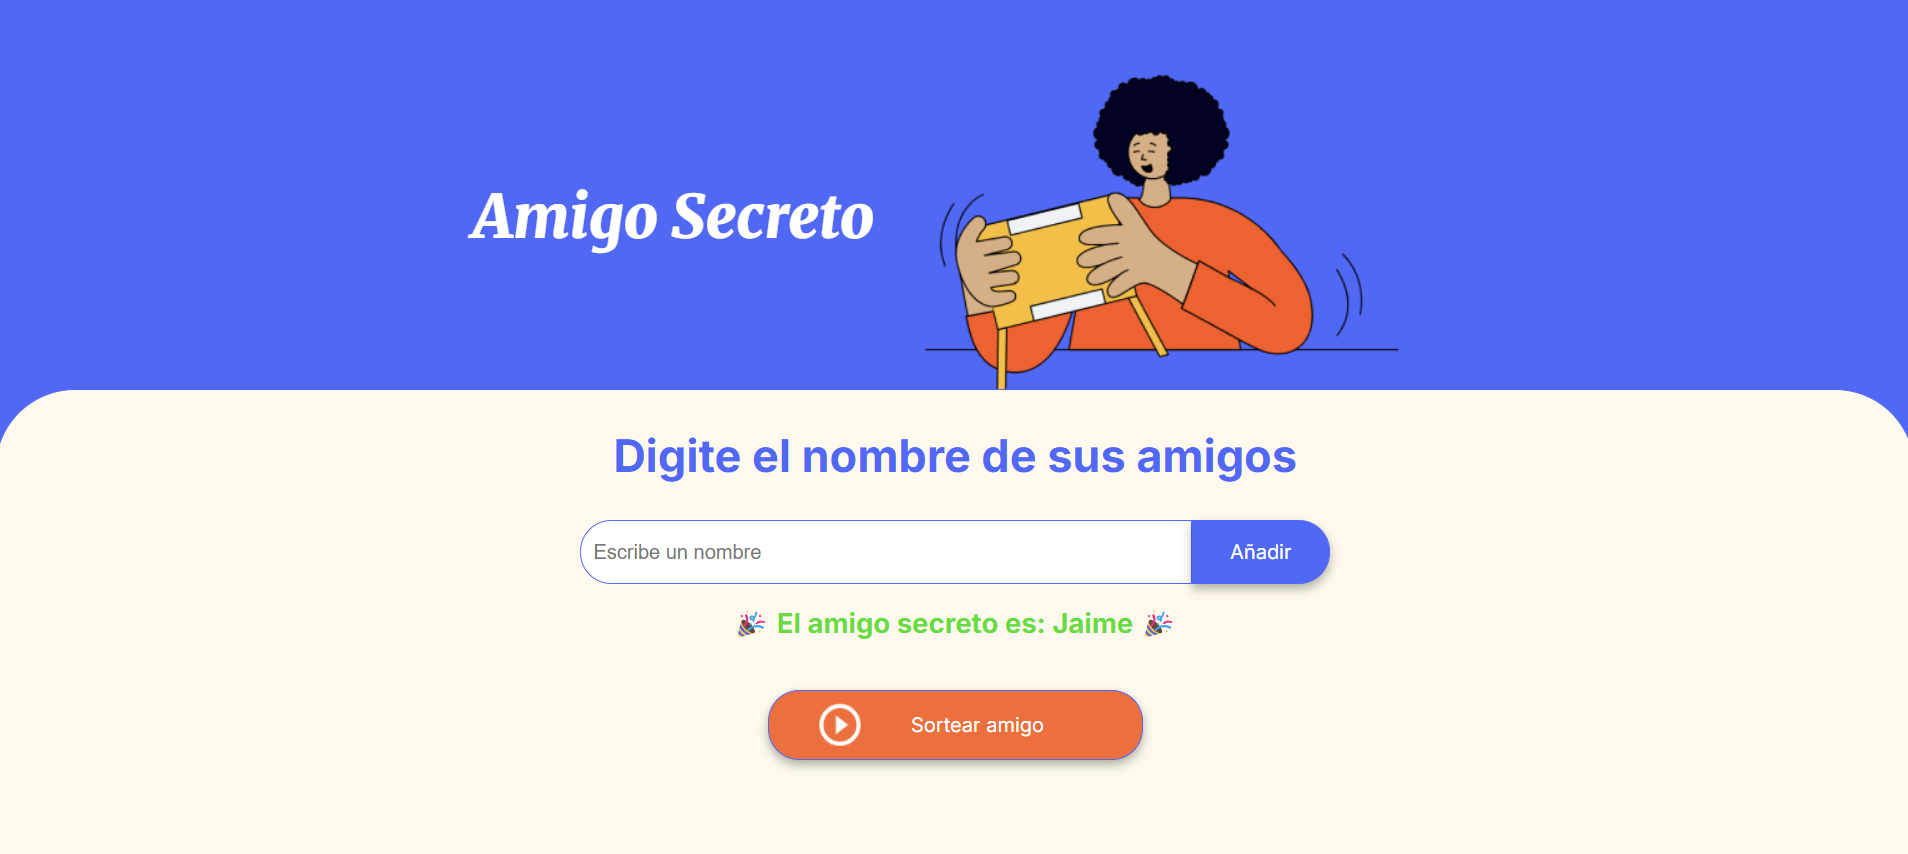 Amigo Secreto
Digite el nombre de sus amigos
Escribe un nombre
Añadir
🎉 El amigo secreto es: Jaime 🎉
Sortear amigo